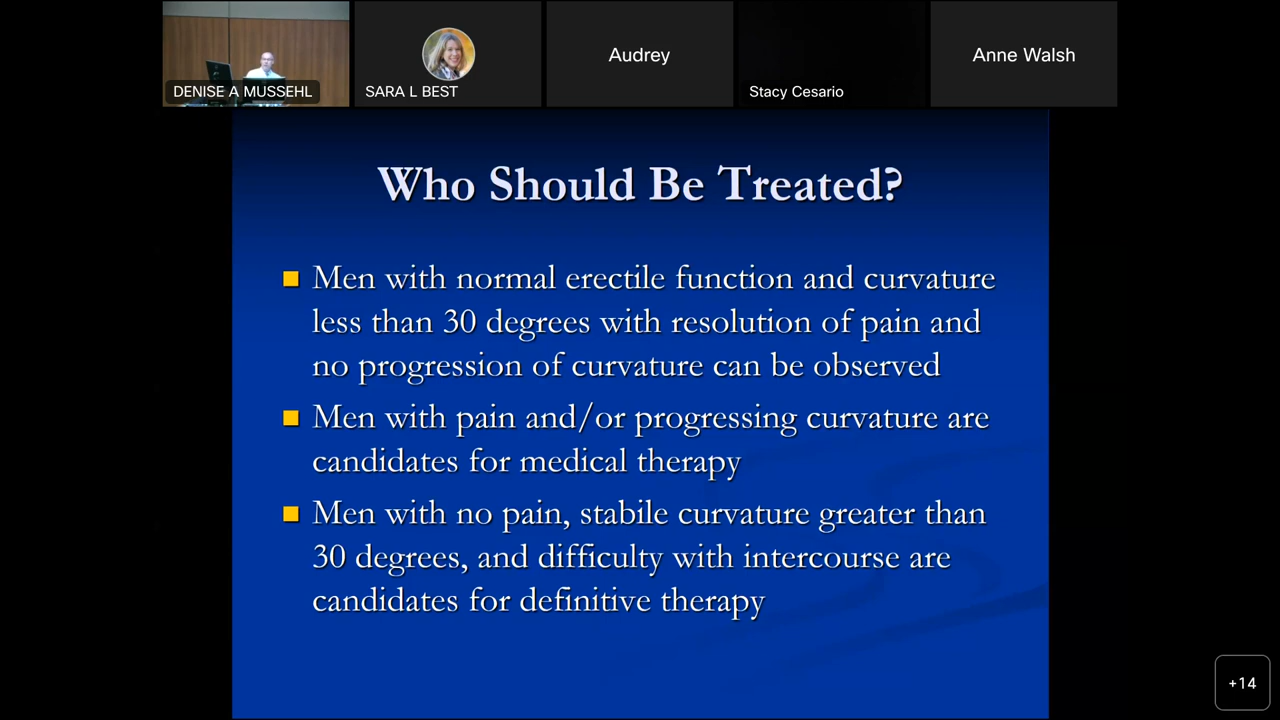 DENISE A MUSSEHL
SARA L BEST
Audrey
Stacy Cesario
Anne Walsh
Who Should Be Treated?
Men with normal erectile function and curvature
less than 30 degrees with resolution of pain and
no progression of curvature can be observed
Men with pain and/or progressing curvature are
candidates for medical therapy
Men with no pain, stabile curvature greater than
30 degrees, and difficulty with intercourse are
candidates for definitive therapy
+14